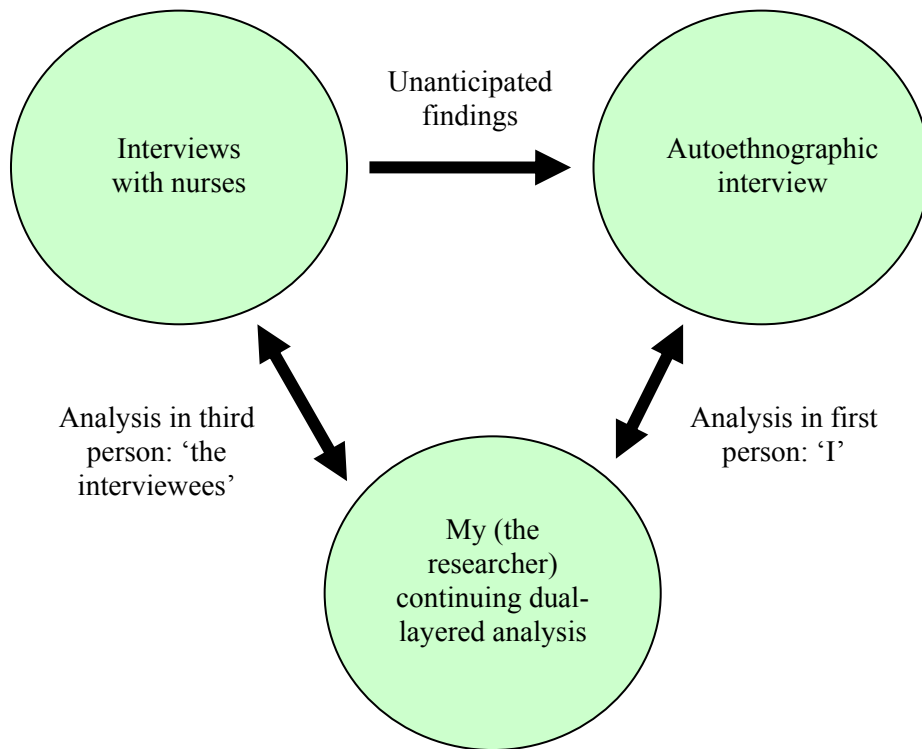 Unanticipated
findings
Interviews
with nurses
Autoethnographic
interview
Analysis in third
person: ‘the
interviewees’
Analysis in first
person: ‘I’
My (the
researcher)
continuing dual-
layered analysis